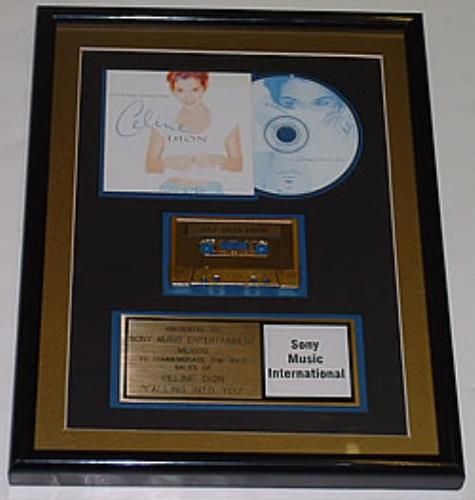 Celine
DION
PRESENTED TO
SONY MUSIC ENTERTAINMENT
MEXICO
TO COMMEMORATE THE
SALES OF
CELINE DION
"FALLING INTO YOU"
Sony
Music
International